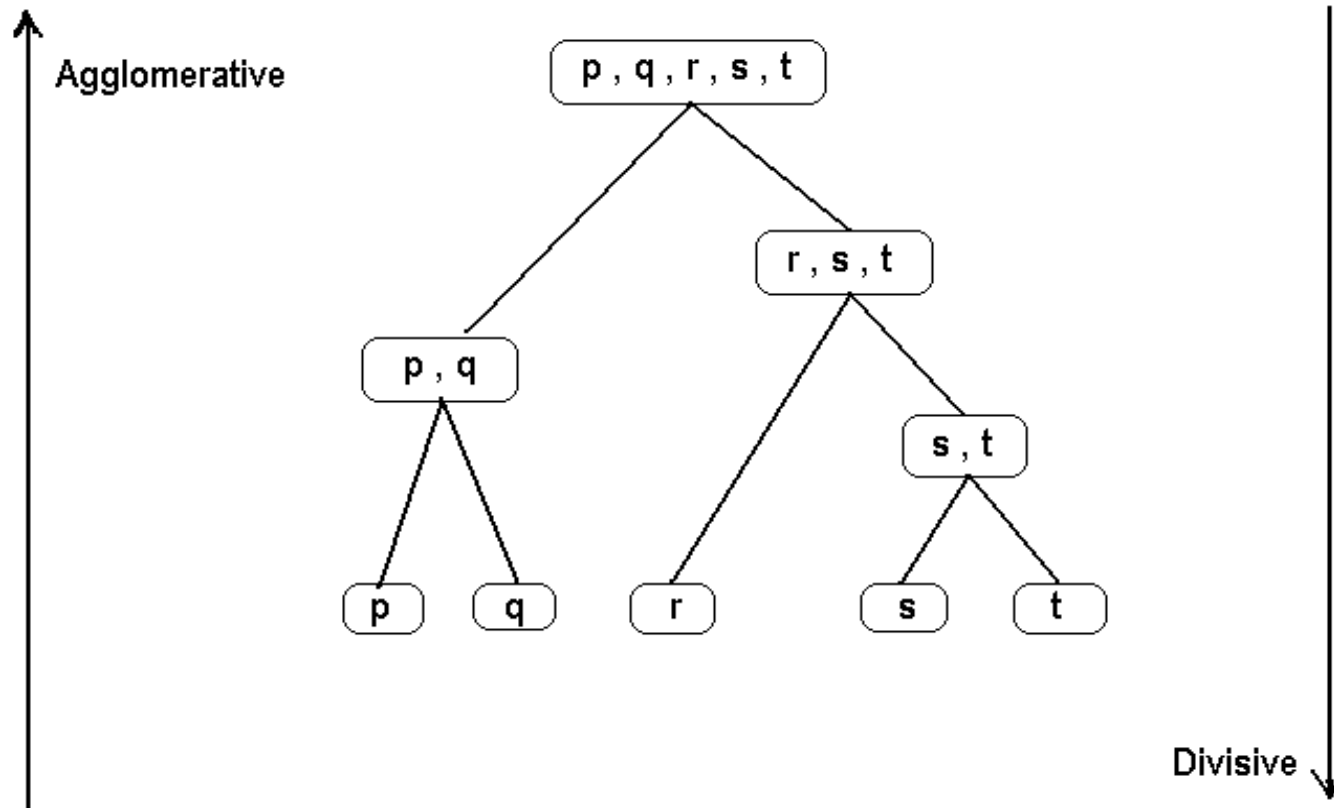 Agglomerative
p , q , r , s , t
r , s , t
p , q
s , t
p
q
r
s
t
Divisive